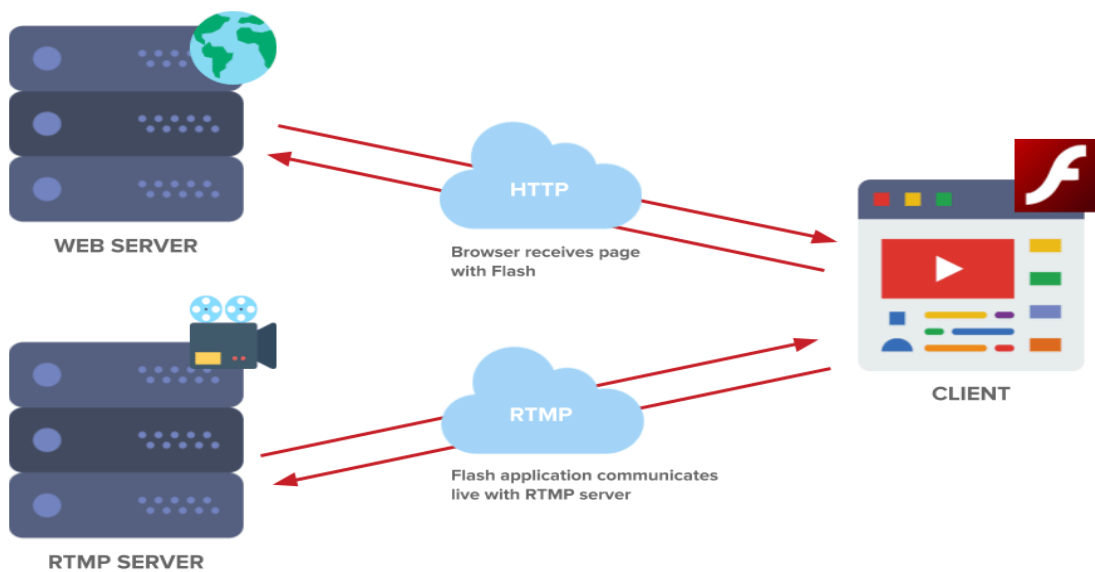 HTTP
WEB SERVER
Browser receives page
with Flash
CLIENT
RTMP
Flash application communicates
live with RTMP server
RTMP SERVER